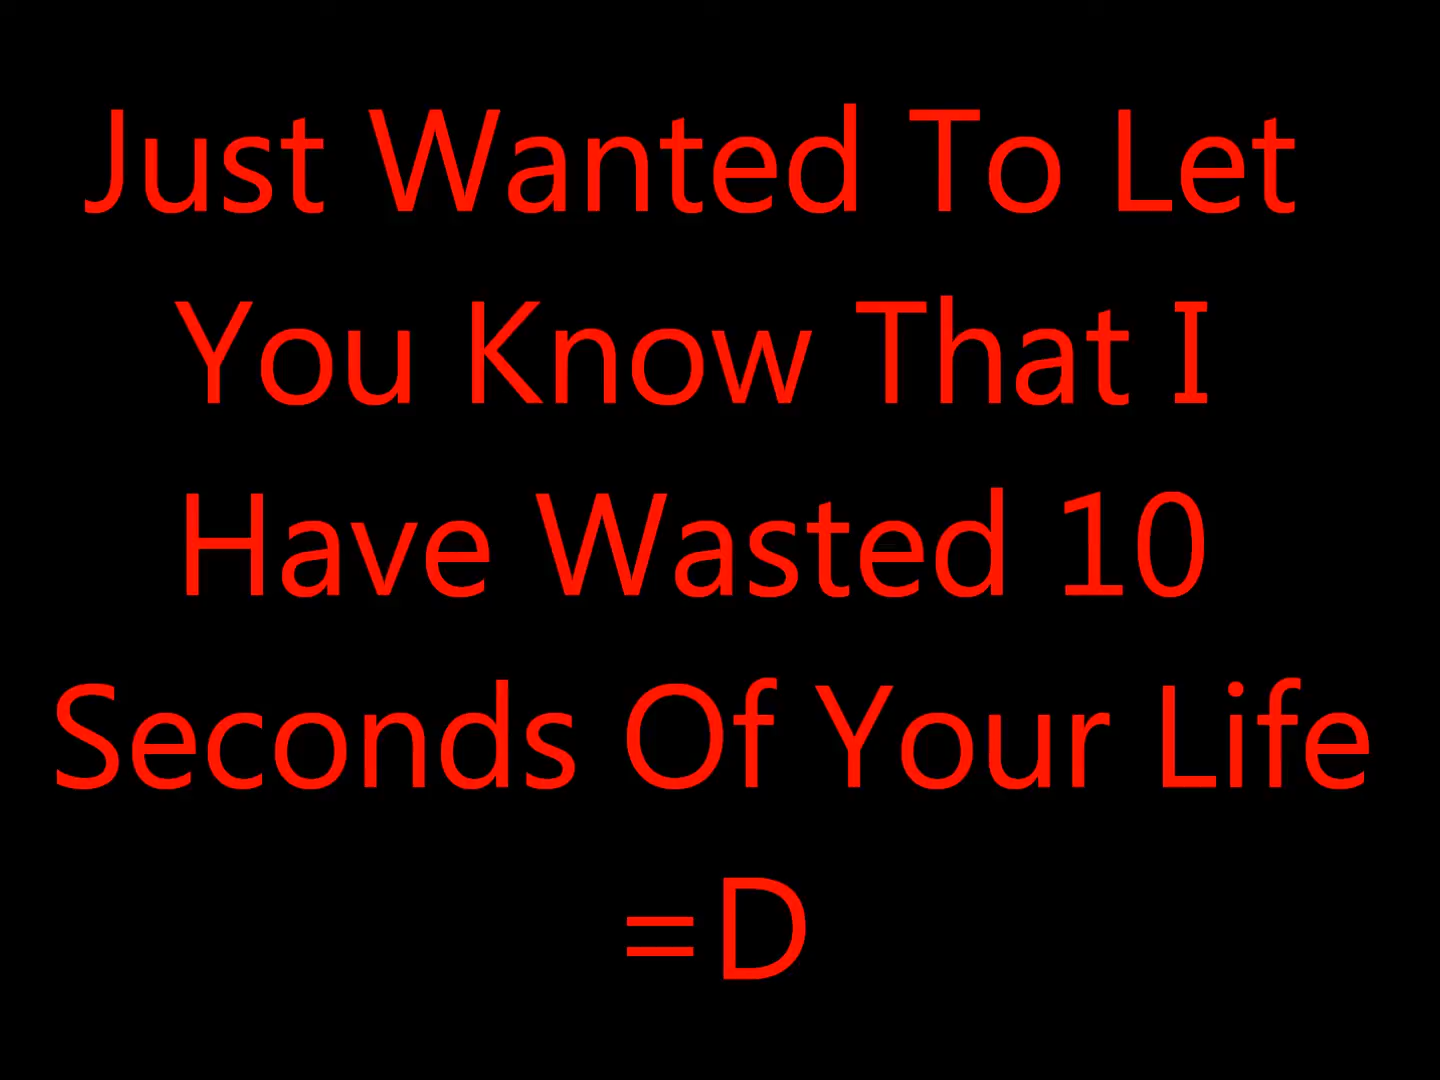 Just Wanted To Let
You Know That I
Have Wasted 10
Seconds Of Your Life
=D